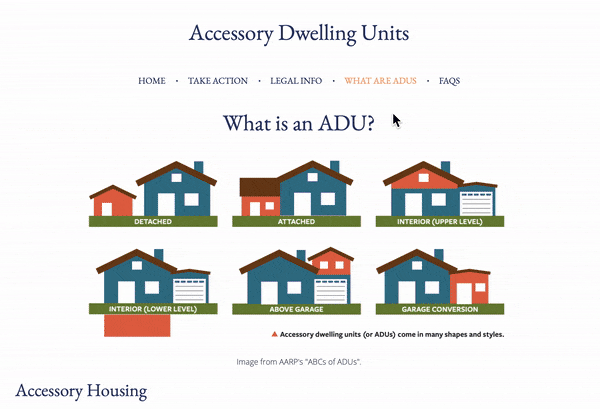 Accessory Dwelling Units
HOME • TAKE ACTION • LEGAL INFO • WHAT ARE ADUS • FAQS
What is an ADU?
DETACHED ATTACHED INTERIOR (UPPER LEVEL)
INTERIOR (LOWER LEVEL) ABOVE GARAGE GARAGE CONVERSION
▲ Accessory dwelling units (or ADUs) come in many shapes and styles.
Image from AARP's "ABCs of ADUs".
Accessory Housing